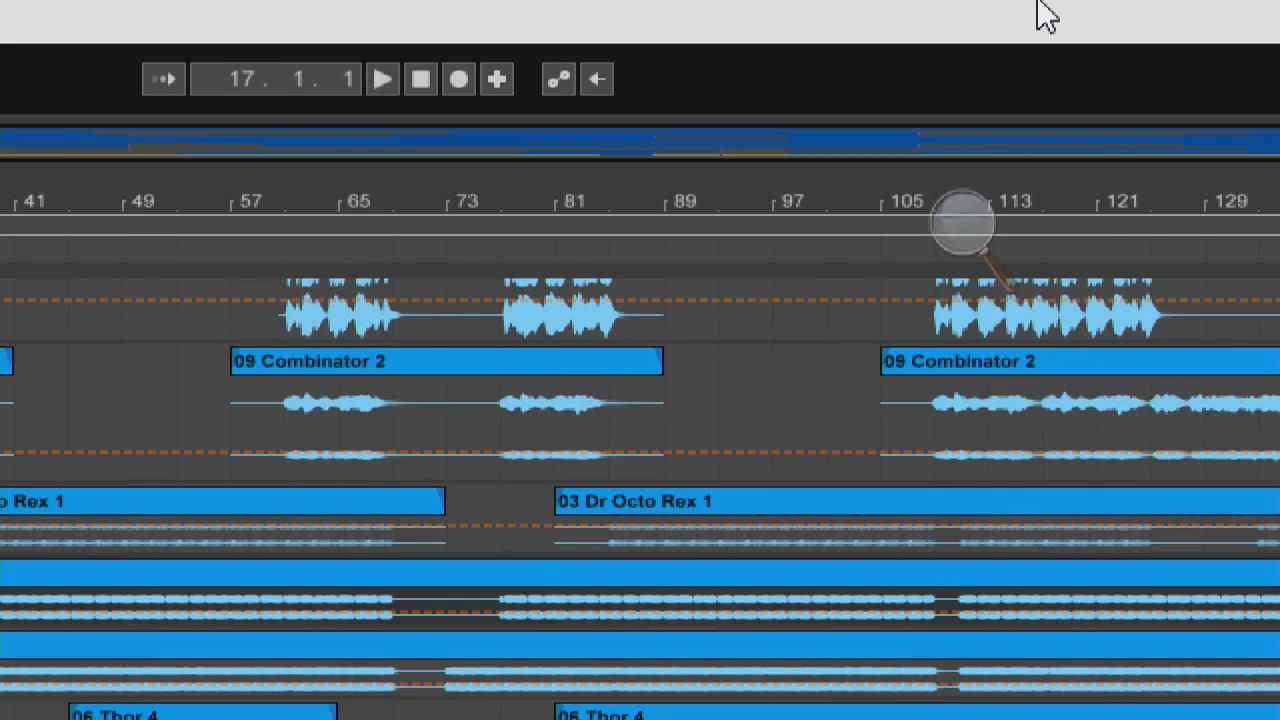 17. 1. 1
41 49 57 65 73 81 89 97 105 113 121 129
09 Combinator 2 09 Combinator 2
o Rex 1 03 Dr Octo Rex 1
06 Thor 4 06 Thor 4